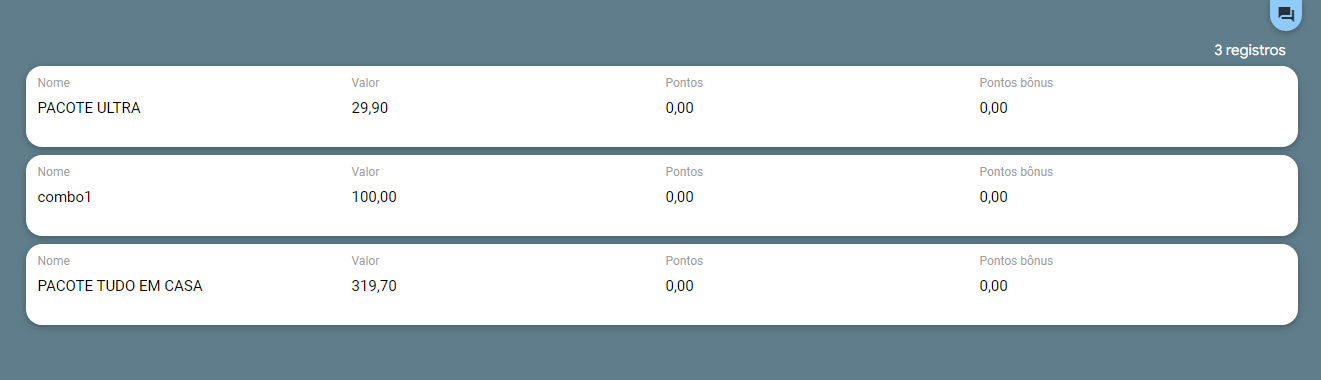 3 registros
Nome Valor Pontos Pontos bônus
PACOTE ULTRA 29,90 0,00 0,00
Nome Valor Pontos Pontos bônus
combo1 100,00 0,00 0,00
Nome Valor Pontos Pontos bônus
PACOTE TUDO EM CASA 319,70 0,00 0,00